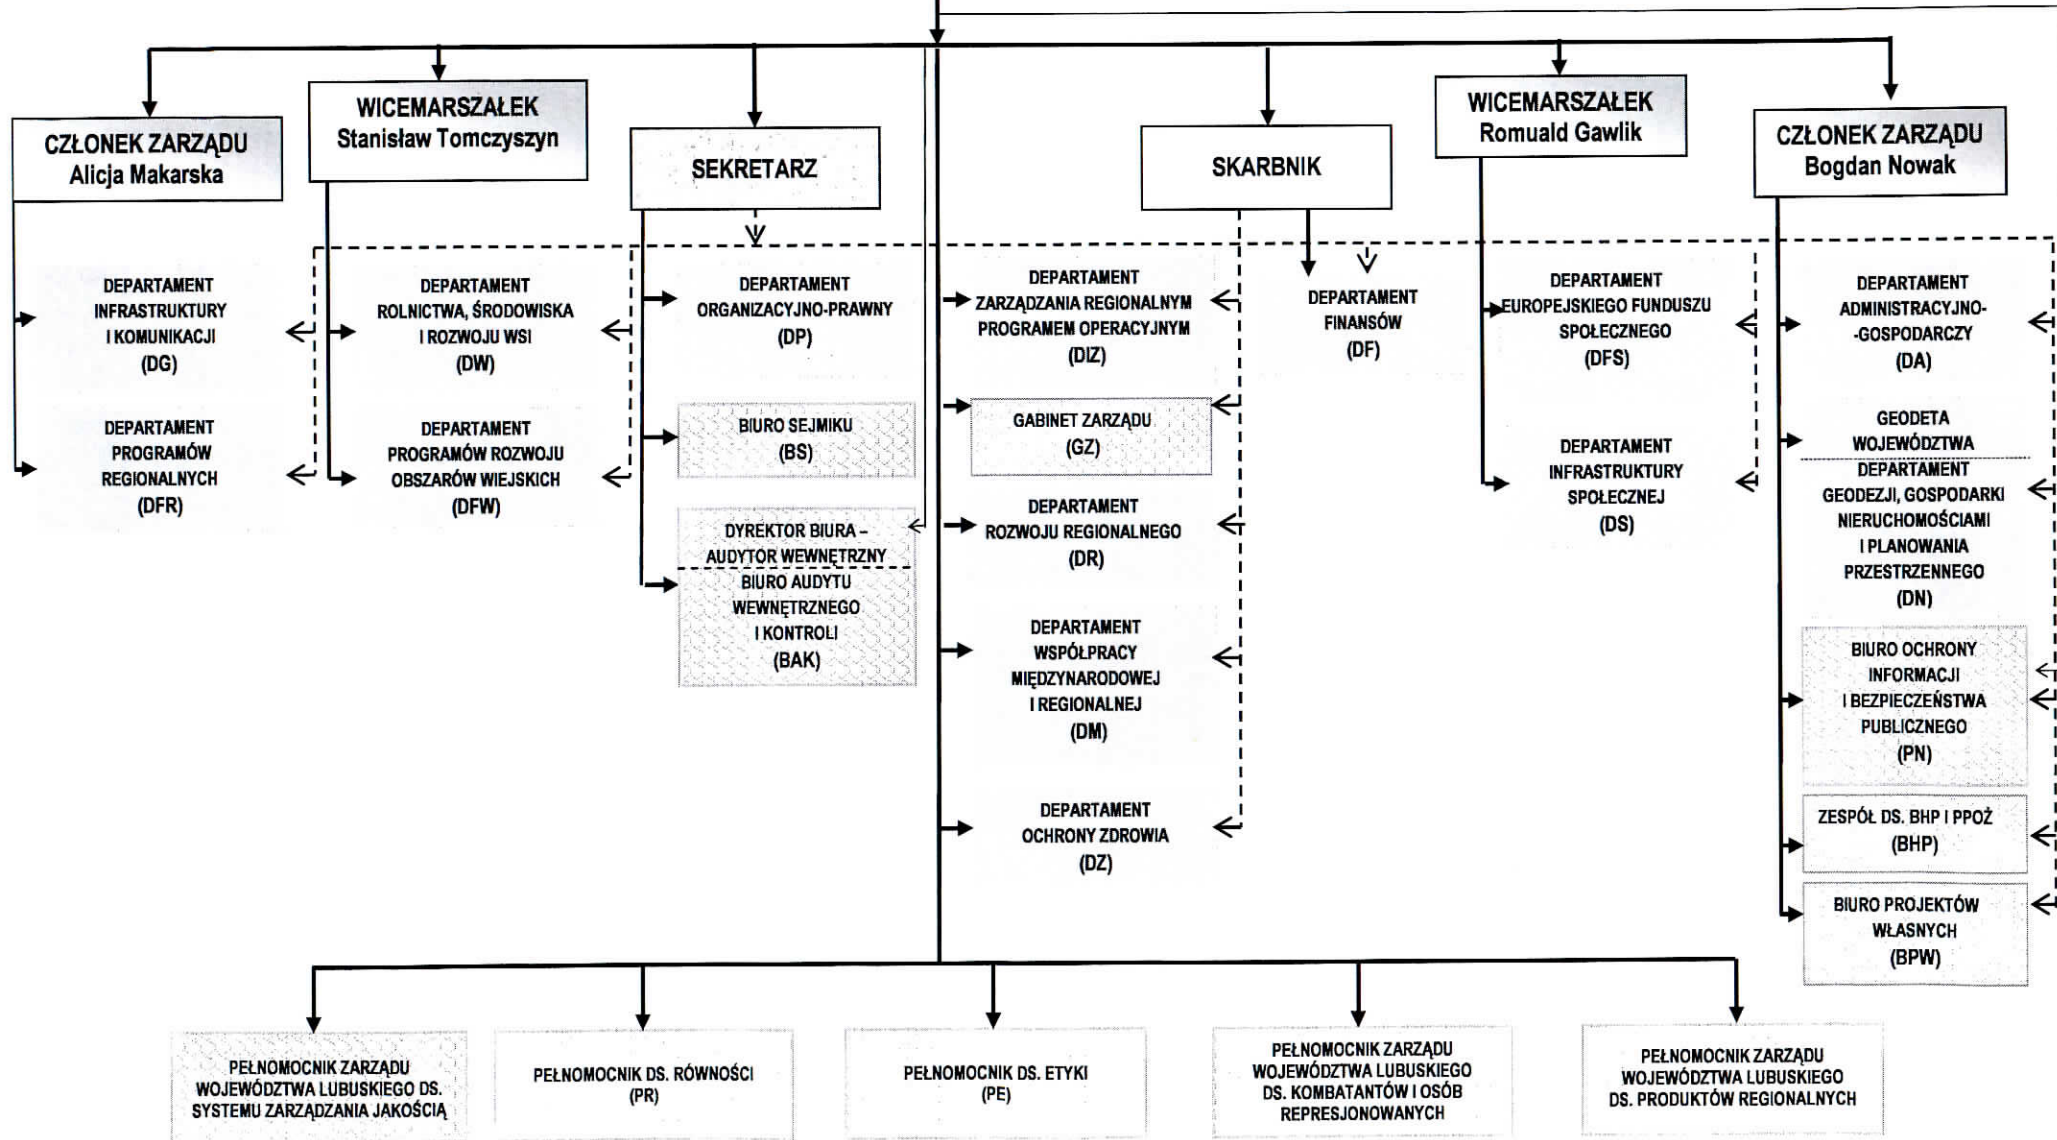 CZŁONEK ZARZĄDU
Alicja Makarska
WICEMARSZAŁEK
Stanisław Tomczyszyn
SEKRETARZ
SKARBNIK
WICEMARSZAŁEK
Romuald Gawlik
CZŁONEK ZARZĄDU
Bogdan Nowak
DEPARTAMENT
INFRASTRUKTURY
I KOMUNIKACJI
(DG)
DEPARTAMENT
PROGRAMÓW
REGIONALNYCH
(DFR)
DEPARTAMENT
ROLNICTWA, ŚRODOWISKA
I ROZWOJU WSI
(DW)
DEPARTAMENT
PROGRAMÓW ROZWOJU
OBSZARÓW WIEJSKICH
(DFW)
DEPARTAMENT
ORGANIZACYJNO-PRAWNY
(DP)
BIURO SEJMIKU
(BS)
DYREKTOR BIURA –
AUDYTOR WEWNĘTRZNY
BIURO AUDYTU
WEWNĘTRZNEGO
I KONTROLI
(BAK)
DEPARTAMENT
ZARZĄDZANIA REGIONALNYM
PROGRAMEM OPERACYJNYM
(DIZ)
GABINET ZARZĄDU
(GZ)
DEPARTAMENT
ROZWOJU REGIONALNEGO
(DR)
DEPARTAMENT
WSPÓŁPRACY
MIĘDZYNARODOWEJ
I REGIONALNEJ
(DM)
DEPARTAMENT
OCHRONY ZDROWIA
(DZ)
DEPARTAMENT
FINANSÓW
(DF)
DEPARTAMENT
EUROPEJSKIEGO FUNDUSZU
SPOŁECZNEGO
(DFS)
DEPARTAMENT
INFRASTRUKTURY
SPOŁECZNEJ
(DS)
DEPARTAMENT
ADMINISTRACYJNO-
-GOSPODARCZY
(DA)
GEODETA
WOJEWÓDZTWA
DEPARTAMENT
GEODEZJI, GOSPODARKI
NIERUCHOMOŚCIAMI
I PLANOWANIA
PRZESTRZENNEGO
(DN)
BIURO OCHRONY
INFORMACJI
I BEZPIECZEŃSTWA
PUBLICZNEGO
(PN)
ZESPÓŁ DS. BHP I PPOŻ
(BHP)
BIURO PROJEKTÓW
WŁASNYCH
(BPW)
PEŁNOMOCNIK ZARZĄDU
WOJEWÓDZTWA LUBUSKIEGO DS.
SYSTEMU ZARZĄDZANIA JAKOŚCIĄ
PEŁNOMOCNIK DS. RÓWNOŚCI
(PR)
PEŁNOMOCNIK DS. ETYKI
(PE)
PEŁNOMOCNIK ZARZĄDU
WOJEWÓDZTWA LUBUSKIEGO
DS. KOMBATANTÓW I OSÓB
REPRESJONOWANYCH
PEŁNOMOCNIK ZARZĄDU
WOJEWÓDZTWA LUBUSKIEGO
DS. PRODUKTÓW REGIONALNYCH